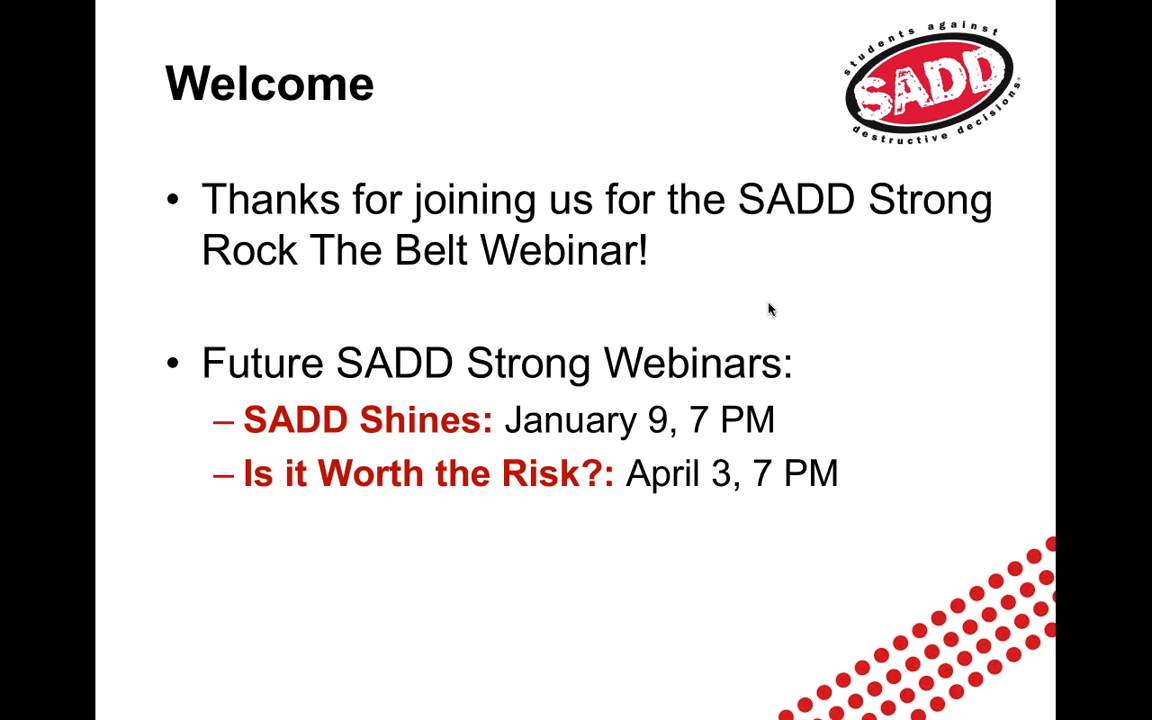 Welcome
students against
SADD
destructive decisions
• Thanks for joining us for the SADD Strong
Rock The Belt Webinar!
• Future SADD Strong Webinars:
– SADD Shines: January 9, 7 PM
– Is it Worth the Risk?: April 3, 7 PM